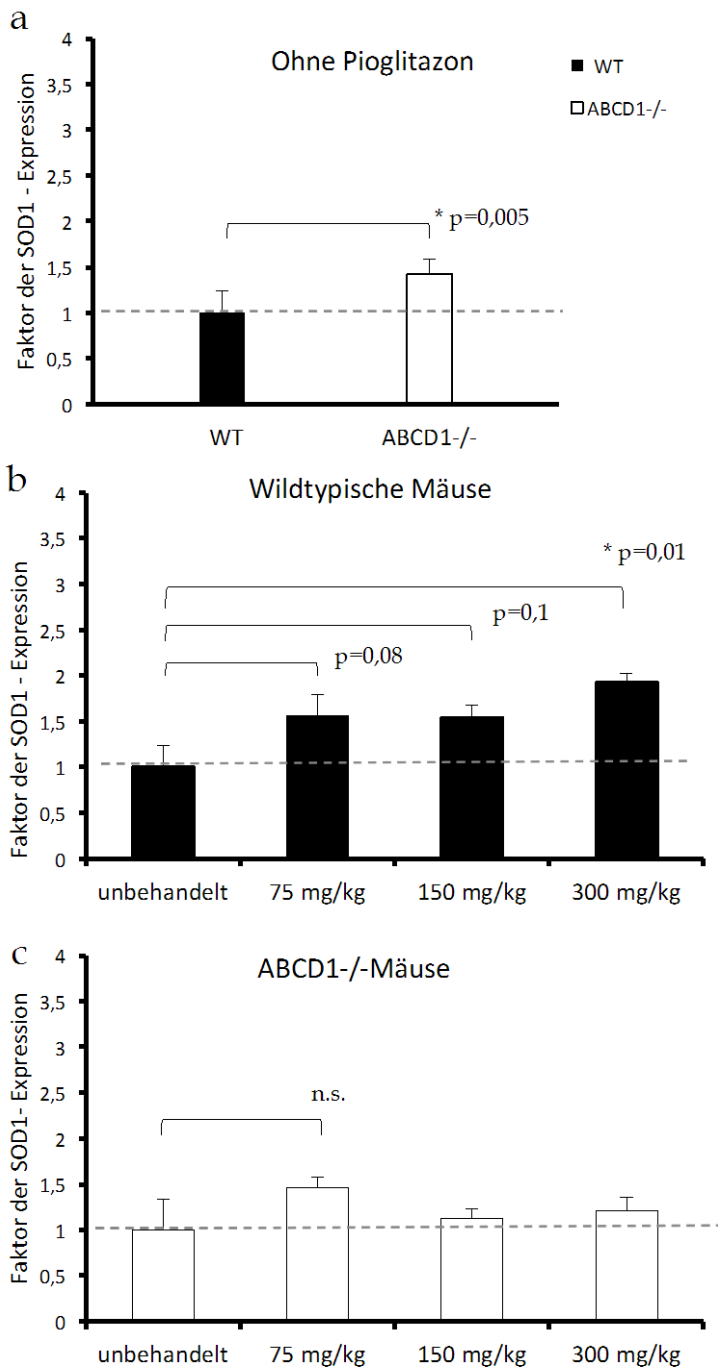 a
Ohne Pioglitazon
WT
ABCD1-/-
Faktor der SOD1 - Expression
4
3,5
3
2,5
2
1,5
1
0,5
0
* p=0,005
WT ABCD1-/-
b
Wildtypische Mäuse
Faktor der SOD1 - Expression
4
3,5
3
2,5
2
1,5
1
0,5
0
* p=0,01
p=0,1
p=0,08
unbehandelt 75 mg/kg 150 mg/kg 300 mg/kg
c
ABCD1-/-Mäuse
Faktor der SOD1- Expression
4
3,5
3
2,5
2
1,5
1
0,5
0
n.s.
unbehandelt 75 mg/kg 150 mg/kg 300 mg/kg